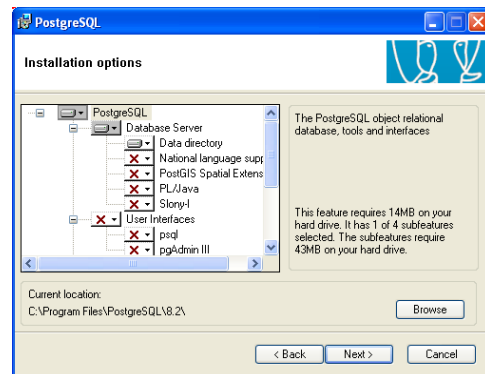 PostgreSQL
Installation options
PostgreSQL
Database Server
Data directory
National language supp
PostGIS Spatial Extens
PL/Java
Slony-I
User Interfaces
psql
pgAdmin III
The PostgreSQL object relational
database, tools and interfaces
This feature requires 14MB on your
hard drive. It has 1 of 4 subfeatures
selected. The subfeatures require
43MB on your hard drive.
Current location:
C:\Program Files\PostgreSQL\8.2\
Browse
< Back
Next >
Cancel